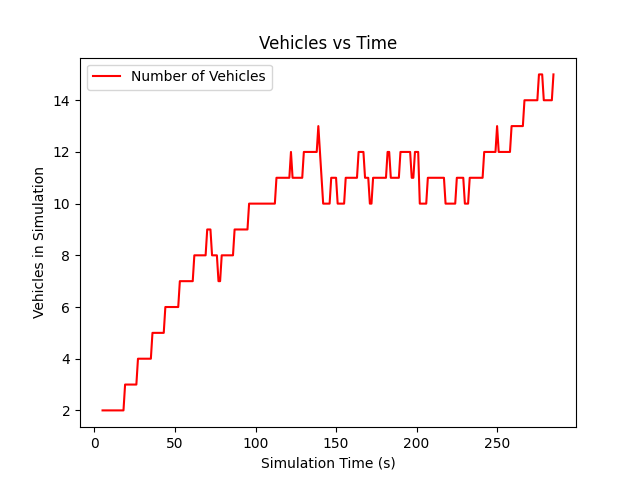 Vehicles vs Time
Number of Vehicles
Vehicles in Simulation
14
12
10
8
6
4
2
0 50 100 150 200 250
Simulation Time (s)